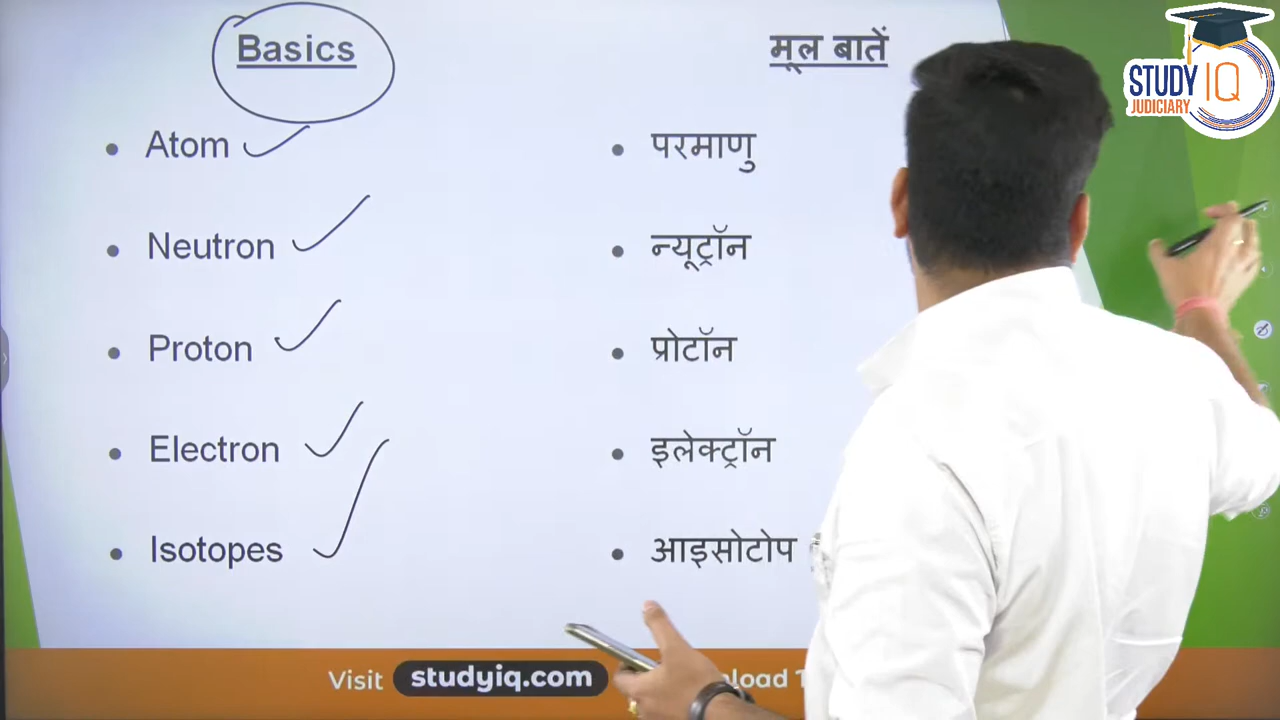 Basics
Atom
Neutron
Proton
Electron
Isotopes
मूल बातें
परमाणु
न्यूट्रॉन
प्रोटॉन
इलेक्ट्रॉन
आइसोटोप
STUDY IQ
JUDICIARY
Visit studyiq.com